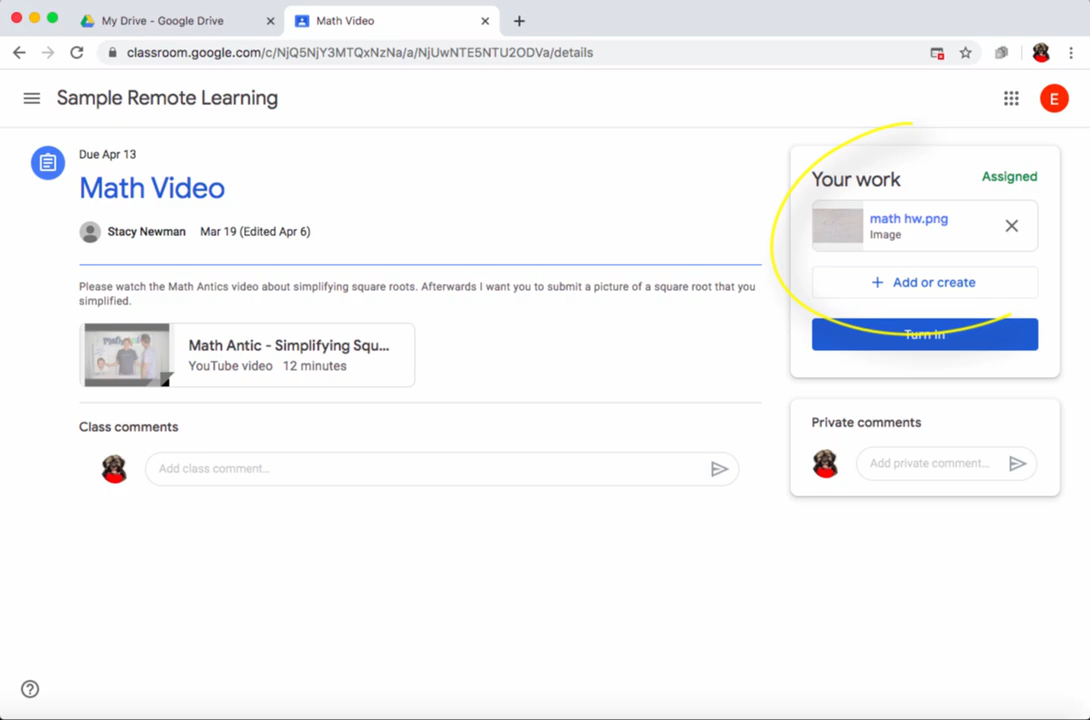 My Drive - Google Drive
Math Video
classroom.google.com/c/NjQ5NjY3MTQxNzNa/a/NjUwNTE5NTU2ODVa/details
Sample Remote Learning
E
Due Apr 13
Math Video
Stacy Newman Mar 19 (Edited Apr 6)
Please watch the Math Antics video about simplifying square roots. Afterwards I want you to submit a picture of a square root that you
simplified.
Math Antic - Simplifying Squ...
YouTube video 12 minutes
Class comments
Add class comment...
Your work
Assigned
math hw.png
Image
+ Add or create
Turn in
Private comments
Add private comment...